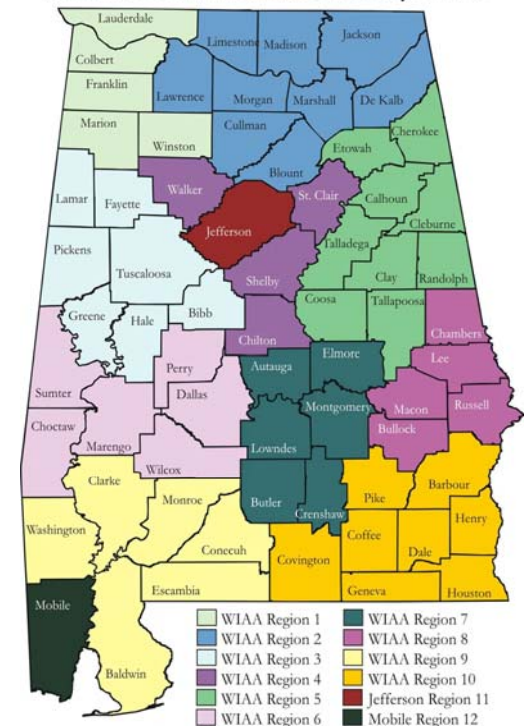 Lauderdale
Limestone
Madison
Jackson
Colbert
Franklin
Lawrence
Morgan
Marshall
De Kalb
Marion
Winston
Cullman
Blount
Etowah
Cherokee
Lamar
Fayette
Walker
St. Clair
Calhoun
Cleburne
Jefferson
Talladega
Pickens
Tuscaloosa
Shelby
Clay
Randolph
Greene
Hale
Bibb
Chilton
Coosa
Tallapoosa
Chambers
Lee
Sumter
Perry
Autauga
Elmore
Dallas
Montgomery
Macon
Russell
Choctaw
Marengo
Lowndes
Bullock
Wilcox
Clarke
Monroe
Butler
Crenshaw
Pike
Barbour
Washington
Conecuh
Covington
Coffee
Dale
Henry
Mobile
Escambia
Geneva
Houston
Baldwin
WIAA Region 1
WIAA Region 2
WIAA Region 3
WIAA Region 4
WIAA Region 5
WIAA Region 6
WIAA Region 7
WIAA Region 8
WIAA Region 9
WIAA Region 10
Jefferson Region 11
Mobile Region 12